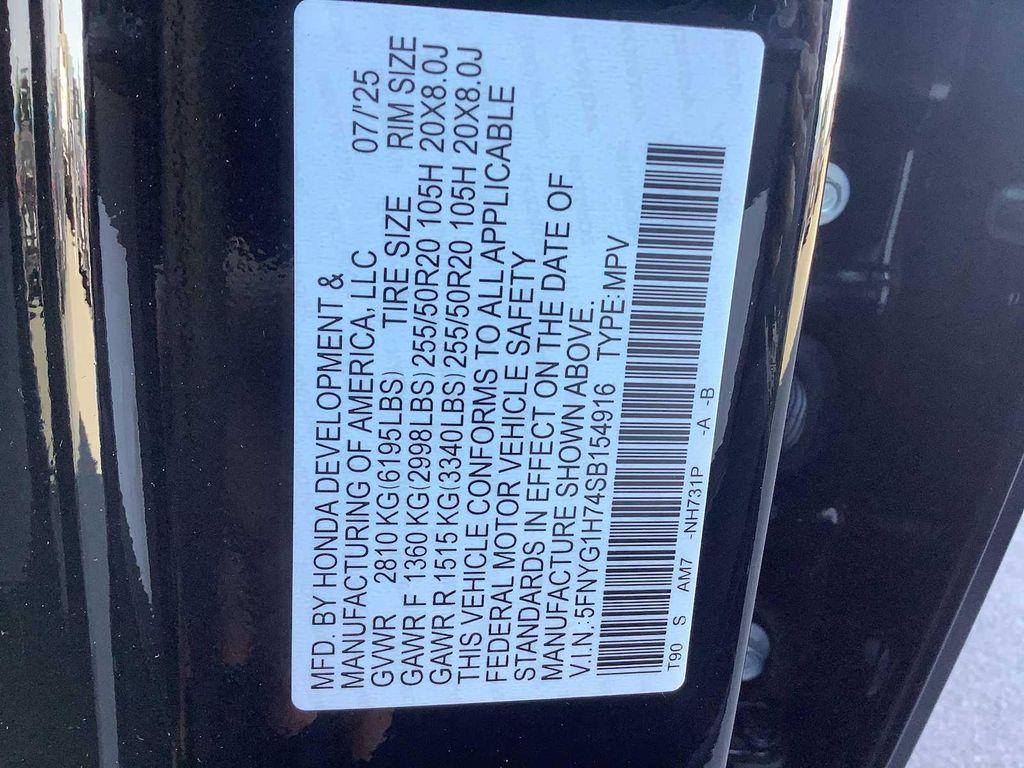 MFD. BY HONDA DEVELOPMENT &
MANUFACTURING OF AMERICA, LLC 07/'25
GVWR 2810 KG(6195LBS) TIRE SIZE RIM SIZE
GAWR F 1360 KG(2998LBS) 255/50R20 105H 20X8.0J
GAWR R 1515 KG(3340LBS) 255/50R20 105H 20X8.0J
THIS VEHICLE CONFORMS TO ALL APPLICABLE
FEDERAL MOTOR VEHICLE SAFETY
STANDARDS IN EFFECT ON THE DATE OF
MANUFACTURE SHOWN ABOVE.
V.I.N.:5FNYG1H74SB154916 TYPE:MPV
T90 S AM7 -NH731P -A -B